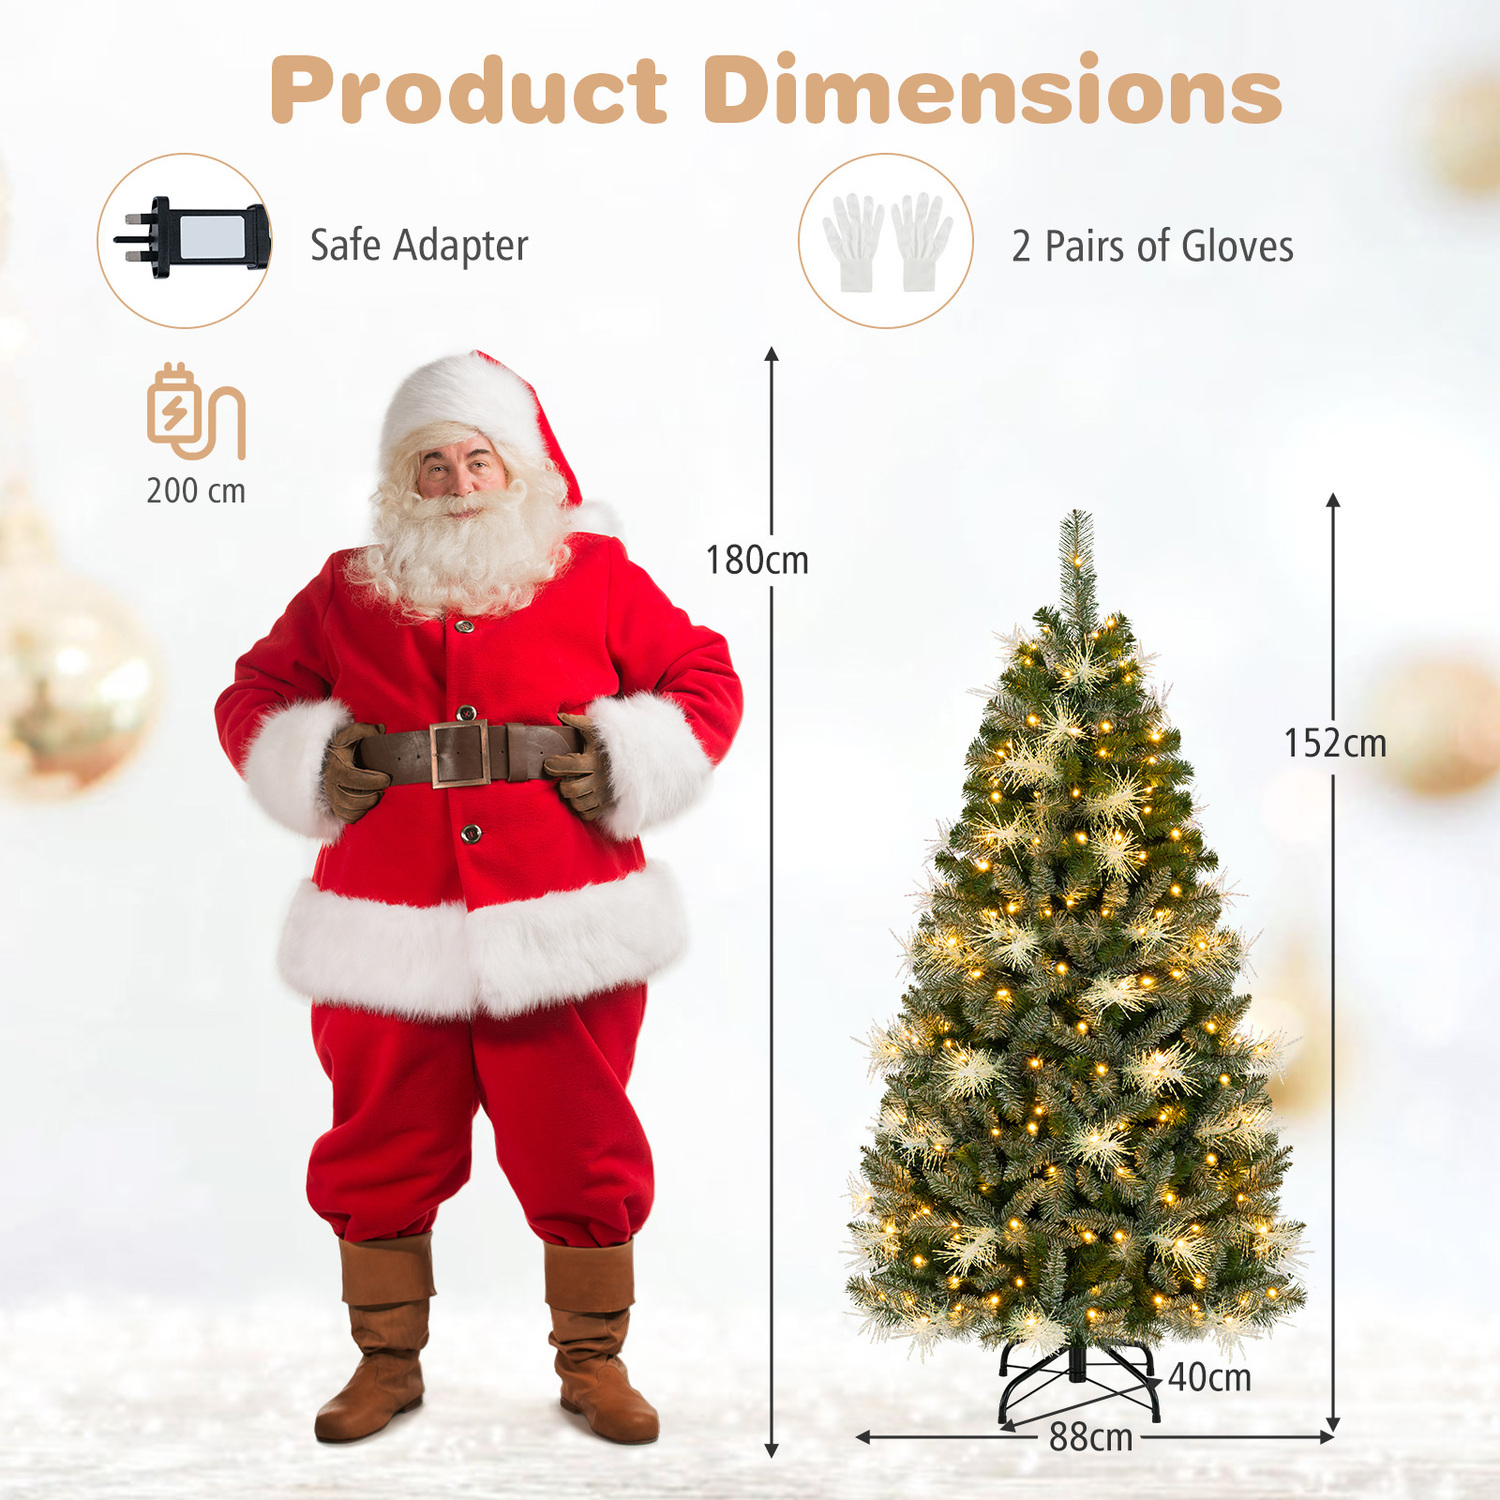 Product Dimensions
Safe Adapter
2 Pairs of Gloves
200 cm
180cm
152cm
40cm
88cm